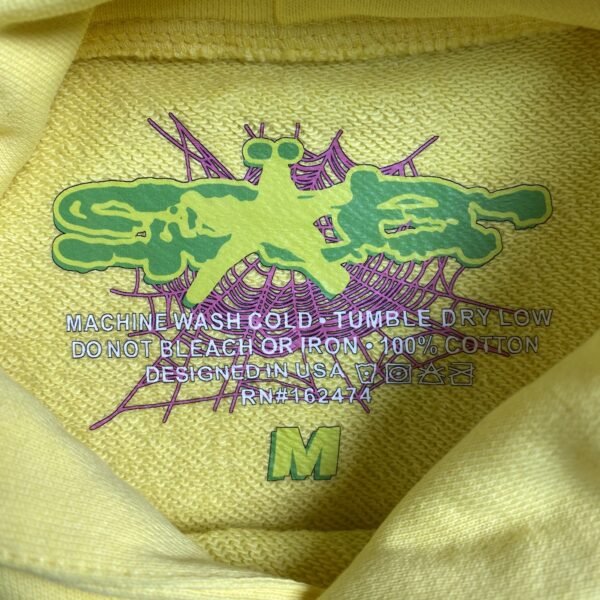 MACHINE WASH COLD • TUMBLE DRY LOW
DO NOT BLEACH OR IRON • 100% COTTON
DESIGNED IN USA
RN#162474
M